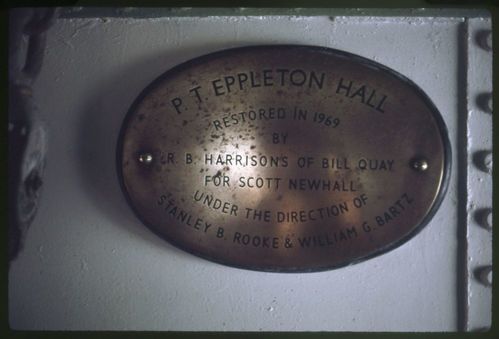 P. T. EPPLETON HALL
RESTORED IN 1969
BY
R. B. HARRISONS OF BILL QUAY
FOR SCOTT NEWHALL
UNDER THE DIRECTION OF
STANLEY B. ROOKE & WILLIAM G. BARTZ